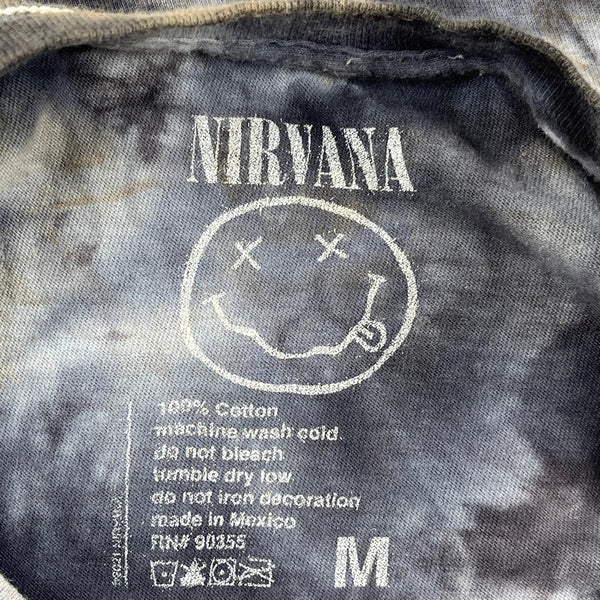 NIRVANA
100% Cotton
machine wash cold
do not bleach
tumble dry low
do not iron decoration
made in Mexico
RN# 90355
M
NIRVANA